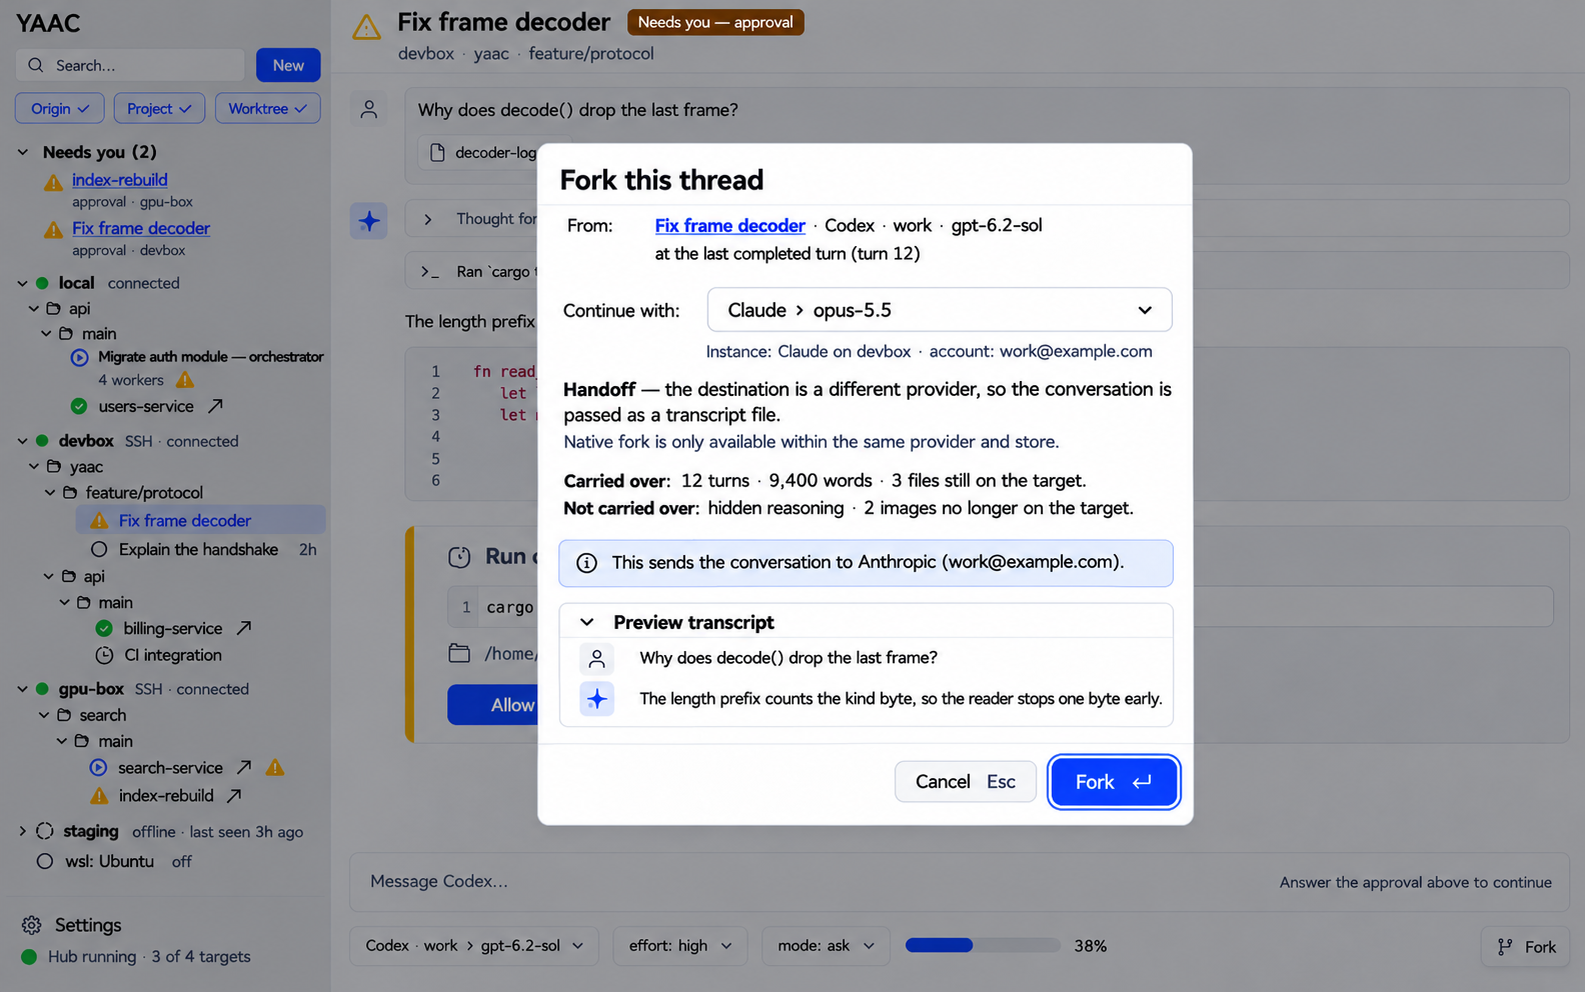 YAAC
Search...
New
Origin
Project
Worktree
Needs you (2)
index-rebuild
approval · gpu-box
Fix frame decoder
approval · devbox
local connected
api
main
Migrate auth module — orchestrator
4 workers
users-service
devbox SSH · connected
yaac
feature/protocol
Fix frame decoder
Explain the handshake 2h
api
main
billing-service
CI integration
gpu-box SSH · connected
search
main
search-service
index-rebuild
staging offline · last seen 3h ago
wsl: Ubuntu off
Settings
Hub running · 3 of 4 targets
Fix frame decoder Needs you — approval
devbox · yaac · feature/protocol
Why does decode() drop the last frame?
decoder-log
Thought for
>_ Ran `cargo
The length prefix
1 fn read_
2 let
3 let
4
5
6
Run
1 cargo
/home/
Allow
Fork this thread
From: Fix frame decoder · Codex · work · gpt-6.2-sol
at the last completed turn (turn 12)
Continue with: Claude > opus-5.5
Instance: Claude on devbox · account: work@example.com
Handoff — the destination is a different provider, so the conversation is
passed as a transcript file.
Native fork is only available within the same provider and store.
Carried over: 12 turns · 9,400 words · 3 files still on the target.
Not carried over: hidden reasoning · 2 images no longer on the target.
This sends the conversation to Anthropic (work@example.com).
Preview transcript
Why does decode() drop the last frame?
The length prefix counts the kind byte, so the reader stops one byte early.
Cancel Esc
Fork ↵
Message Codex...
Answer the approval above to continue
Codex · work > gpt-6.2-sol
effort: high
mode: ask
38%
Fork